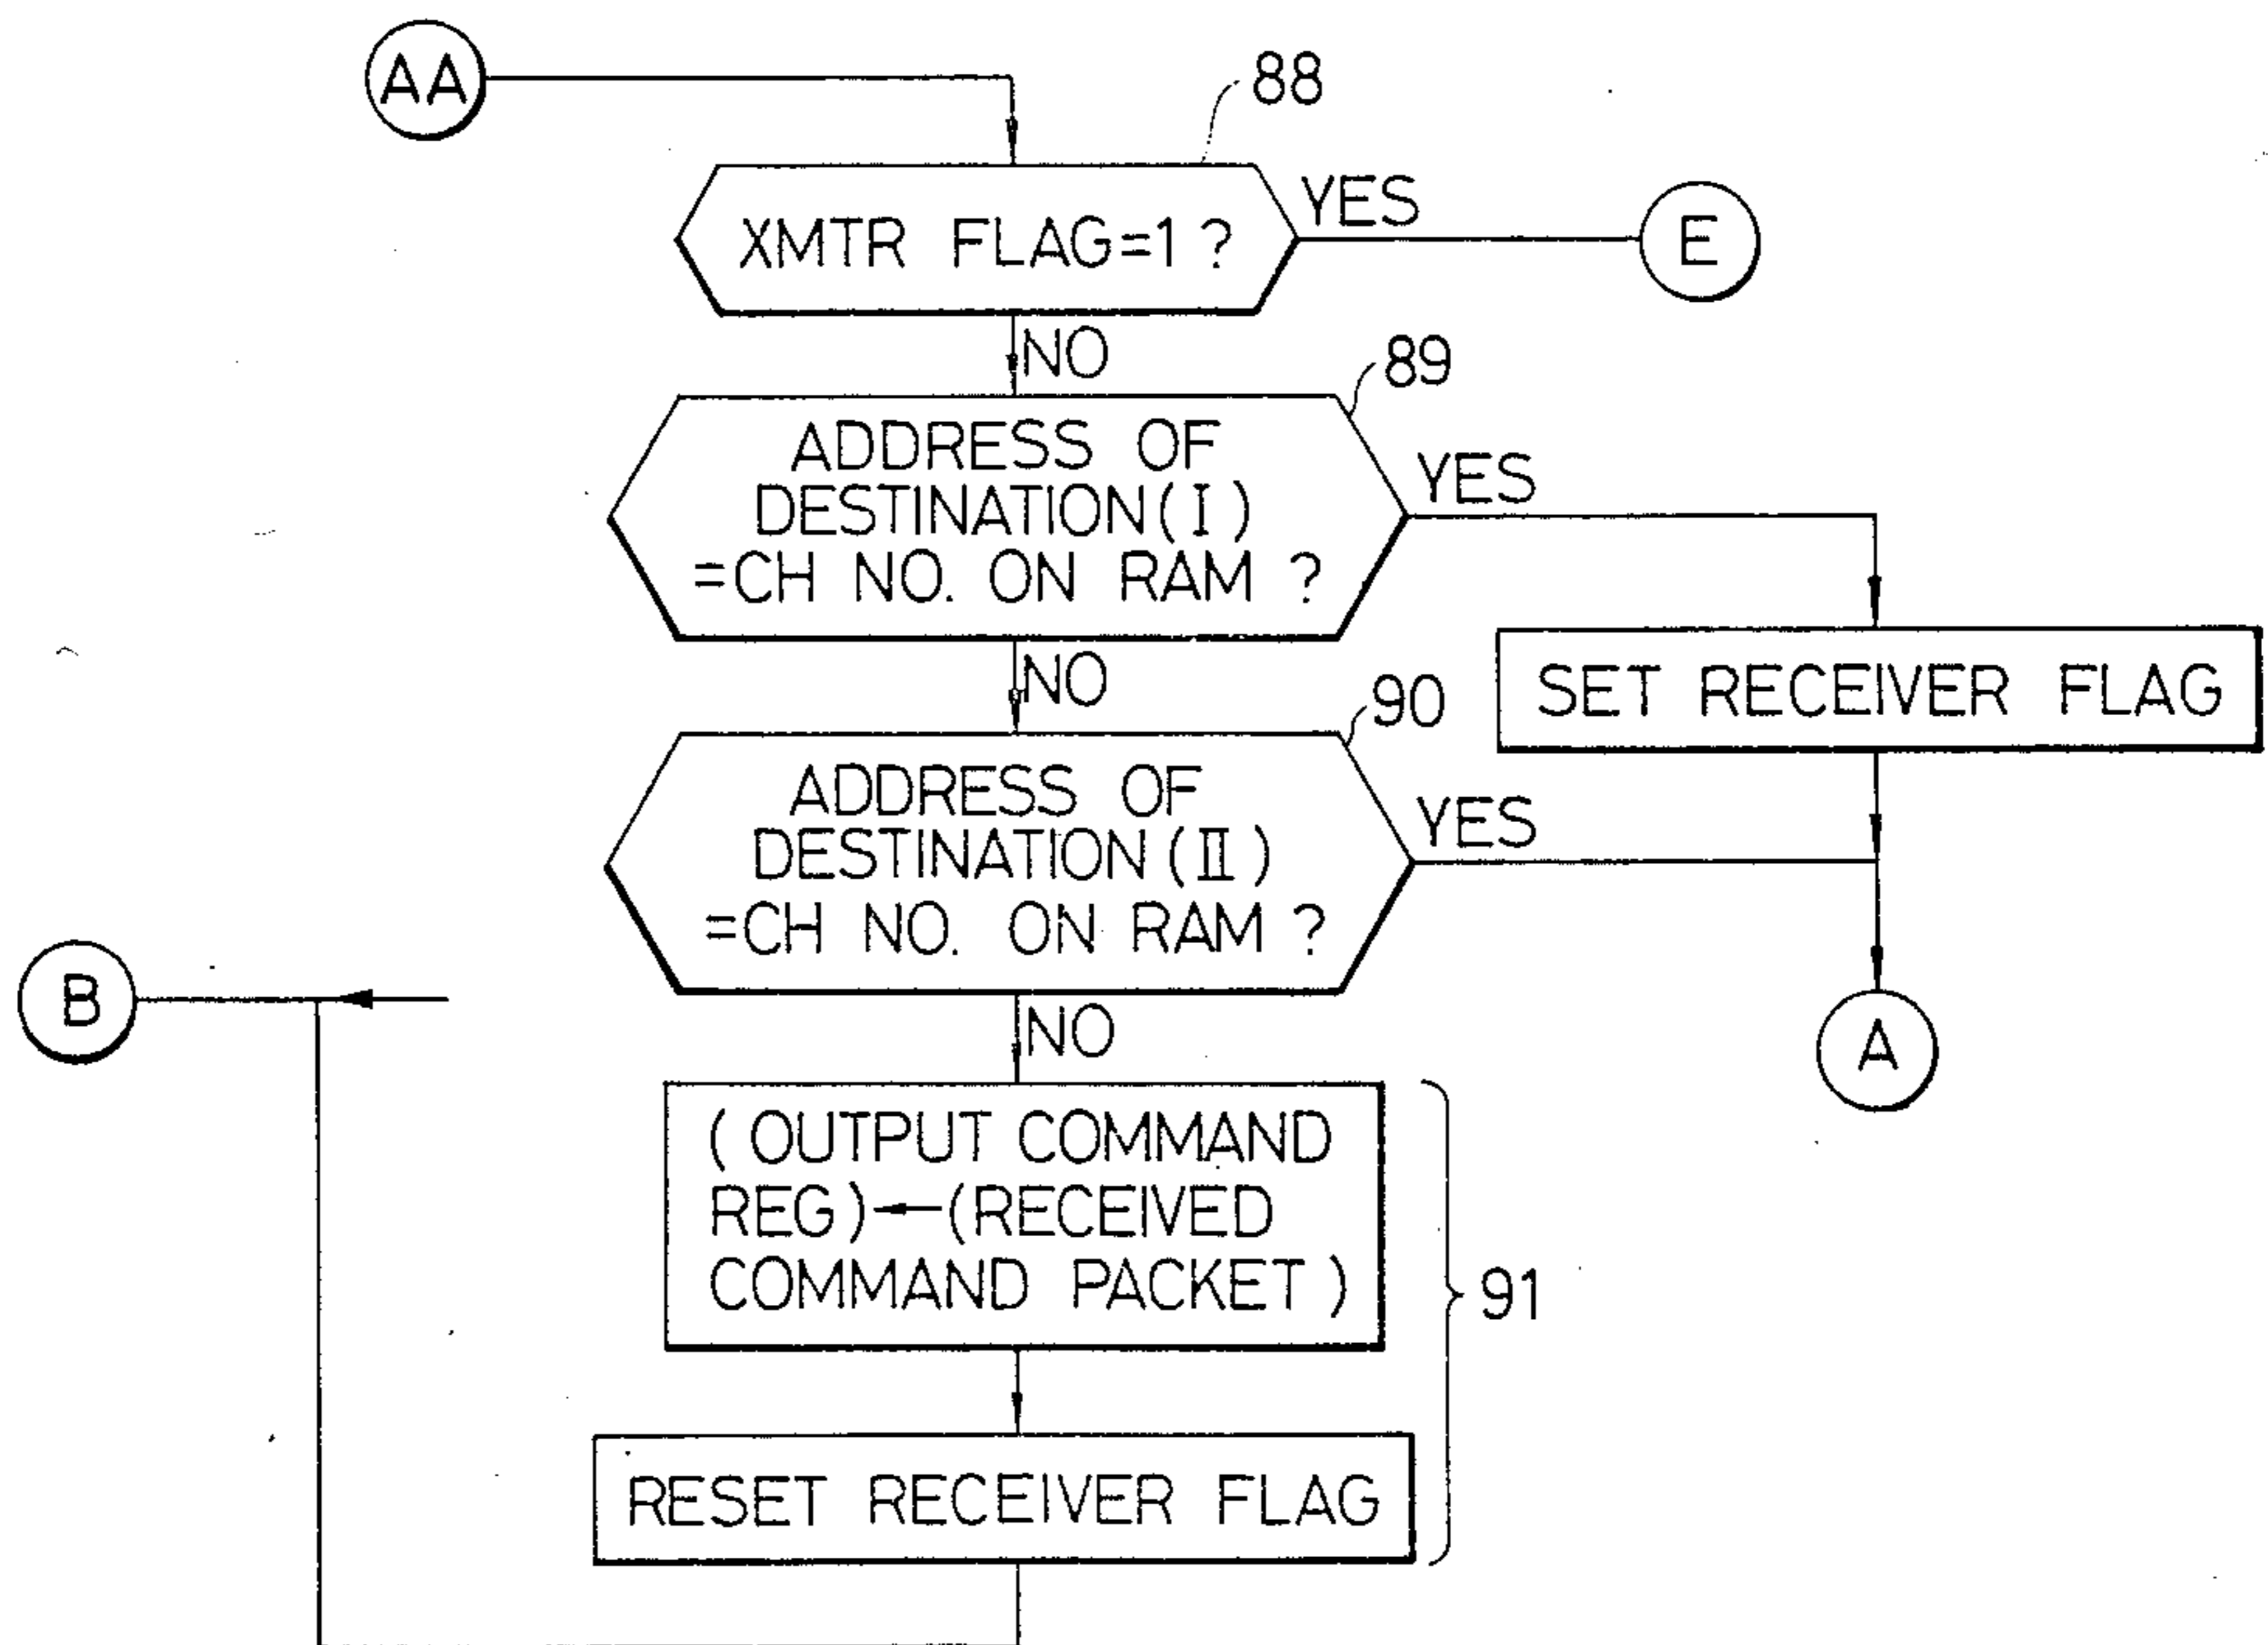 AA
88
XMTR FLAG=1 ?
YES
E
NO
89
ADDRESS OF
DESTINATION(I)
=CH NO. ON RAM ?
YES
SET RECEIVER FLAG
NO
90
ADDRESS OF
DESTINATION(II)
=CH NO. ON RAM ?
YES
B
A
NO
(OUTPUT COMMAND
REG)←(RECEIVED
COMMAND PACKET)
91
RESET RECEIVER FLAG